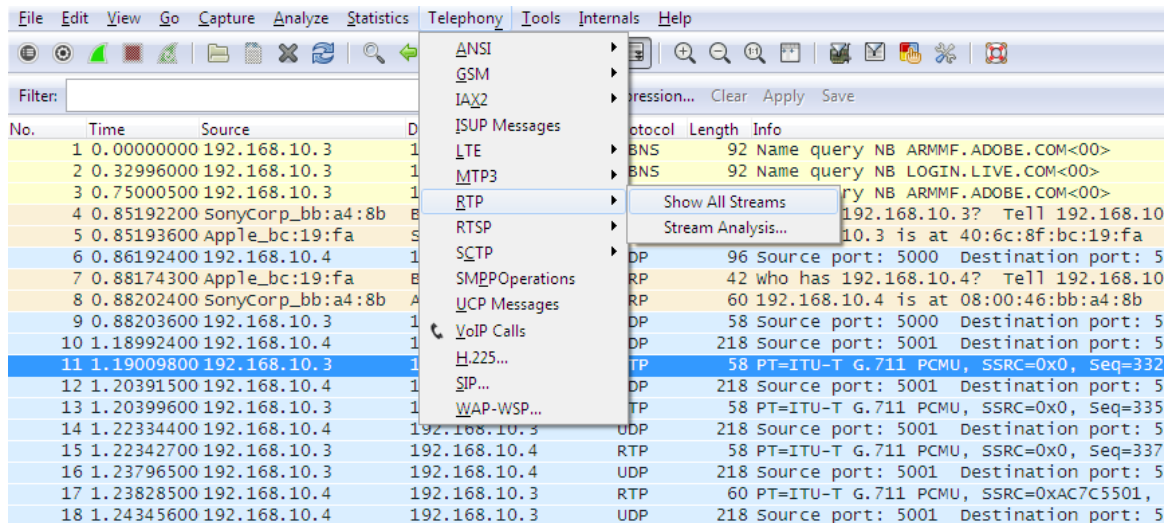 File Edit View Go Capture Analyze Statistics Telephony Tools Internals Help
ANSI
GSM
Filter: Expression... Clear Apply Save
IAX2
ISUP Messages
No. Time Source Protocol Length Info
LTE
1 0.00000000 192.168.10.3 92 Name query NB ARMMF.ADOBE.COM<00>
MTP3
2 0.32996000 192.168.10.3 92 Name query NB LOGIN.LIVE.COM<00>
RTP Show All Streams
3 0.75000500 192.168.10.3 NB ARMMF.ADOBE.COM<00>
RTSP Stream Analysis...
4 0.85192200 SonyCorp_bb:a4:8b 192.168.10.3? Tell 192.168.10
5 0.85193600 Apple_bc:19:fa 10.3 is at 40:6c:8f:bc:19:fa
SCTP
6 0.86192400 192.168.10.4 DP 96 Source port: 5000 Destination port: 5
SMPPOperations
7 0.88174300 Apple_bc:19:fa RP 42 Who has 192.168.10.4? Tell 192.168.10
UCP Messages
8 0.88202400 SonyCorp_bb:a4:8b RP 60 192.168.10.4 is at 08:00:46:bb:a4:8b
VoIP Calls
9 0.88203600 192.168.10.3 DP 58 Source port: 5000 Destination port: 5
10 1.18992400 192.168.10.4 DP 218 Source port: 5001 Destination port: 5
H.225...
11 1.19009800 192.168.10.3 TP 58 PT=ITU-T G.711 PCMU, SSRC=0x0, Seq=332
SIP...
12 1.20391500 192.168.10.4 DP 218 Source port: 5001 Destination port: 5
WAP-WSP...
13 1.20399600 192.168.10.3 TP 58 PT=ITU-T G.711 PCMU, SSRC=0x0, Seq=335
14 1.22334400 192.168.10.4 192.168.10.3 UDP 218 Source port: 5001 Destination port: 5
15 1.22342700 192.168.10.3 192.168.10.4 RTP 58 PT=ITU-T G.711 PCMU, SSRC=0x0, Seq=337
16 1.23796500 192.168.10.4 192.168.10.3 UDP 218 Source port: 5001 Destination port: 5
17 1.23828500 192.168.10.4 192.168.10.3 RTP 60 PT=ITU-T G.711 PCMU, SSRC=0xAC7C5501,
18 1.24345600 192.168.10.4 192.168.10.3 UDP 218 Source port: 5001 Destination port: 5